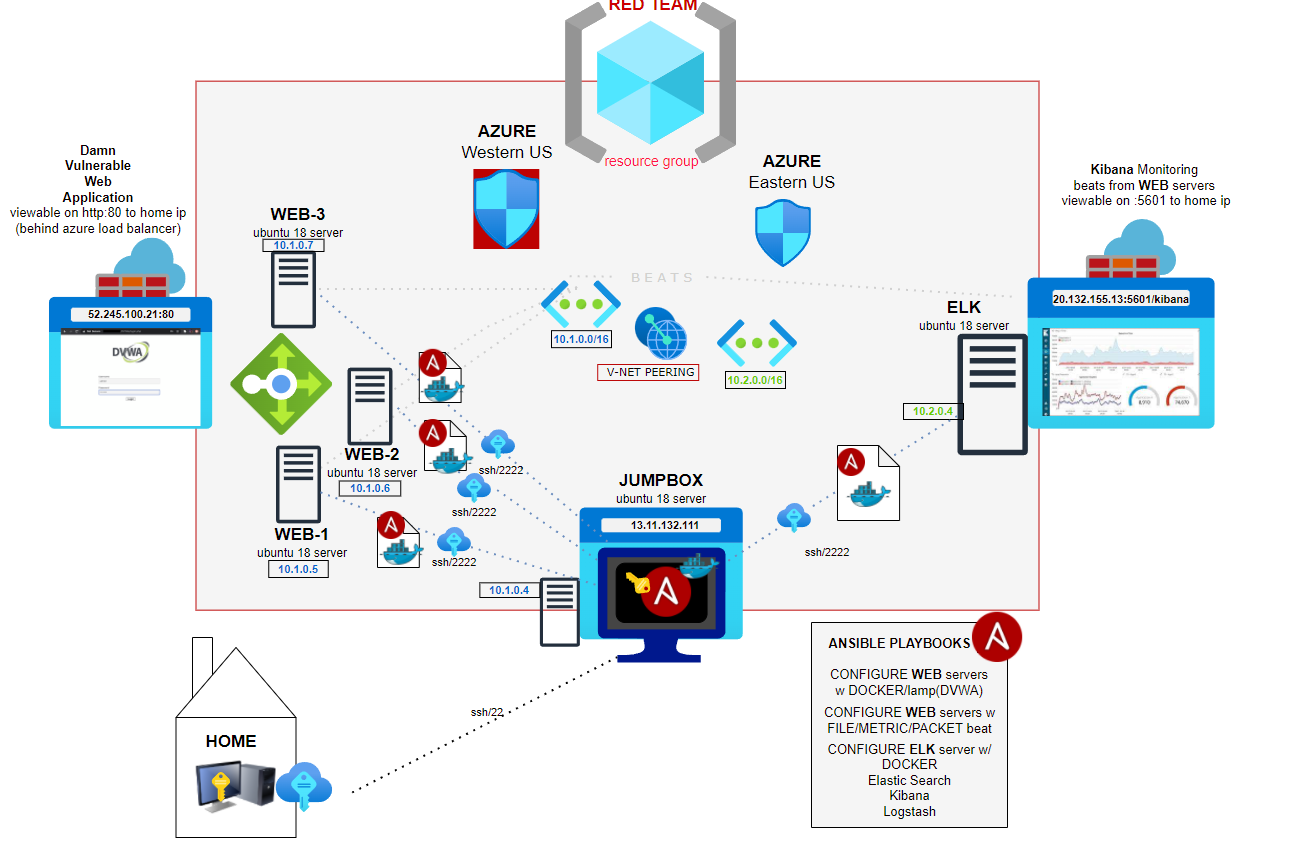 RED TEAM
resource group
AZURE
Western US
AZURE
Eastern US
Damn
Vulnerable
Web
Application
viewable on http:80 to home ip
(behind azure load balancer)
52.245.100.21:80
DVWA
WEB-3
ubuntu 18 server
10.1.0.7
BEATS
10.1.0.0/16
V-NET PEERING
10.2.0.0/16
Kibana Monitoring
beats from WEB servers
viewable on :5601 to home ip
20.132.155.13:5601/kibana
ELK
ubuntu 18 server
10.2.0.4
WEB-2
ubuntu 18 server
10.1.0.6
WEB-1
ubuntu 18 server
10.1.0.5
ssh/2222
ssh/2222
ssh/2222
ssh/2222
JUMPBOX
ubuntu 18 server
13.11.132.111
10.1.0.4
ssh/22
HOME
ANSIBLE PLAYBOOKS
CONFIGURE WEB servers
w DOCKER/lamp(DVWA)
CONFIGURE WEB servers w
FILE/METRIC/PACKET beat
CONFIGURE ELK server w/
DOCKER
Elastic Search
Kibana
Logstash